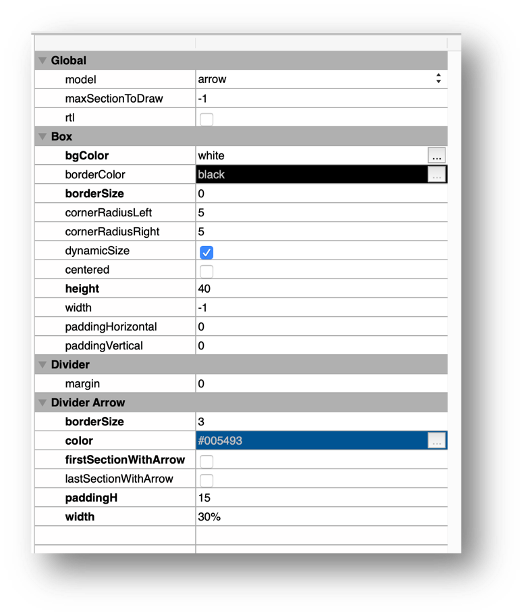 Global
model arrow
maxSectionToDraw -1
rtl
Box
bgColor white ...
borderColor black ...
borderSize 0
cornerRadiusLeft 5
cornerRadiusRight 5
dynamicSize
centered
height 40
width -1
paddingHorizontal 0
paddingVertical 0
Divider
margin 0
Divider Arrow
borderSize 3
color #005493 ...
firstSectionWithArrow
lastSectionWithArrow
paddingH 15
width 30%